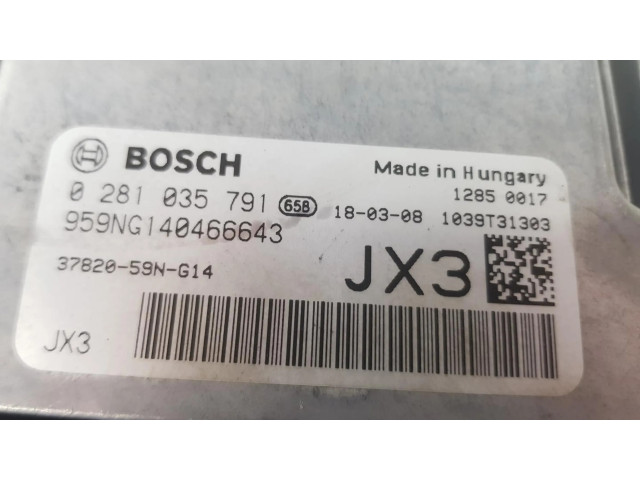 BOSCH
Made in Hungary
0 281 035 791 65B 18-03-08 1285 0017
959NG140466643 1039T31303
37820-59N-G14
JX3
JX3